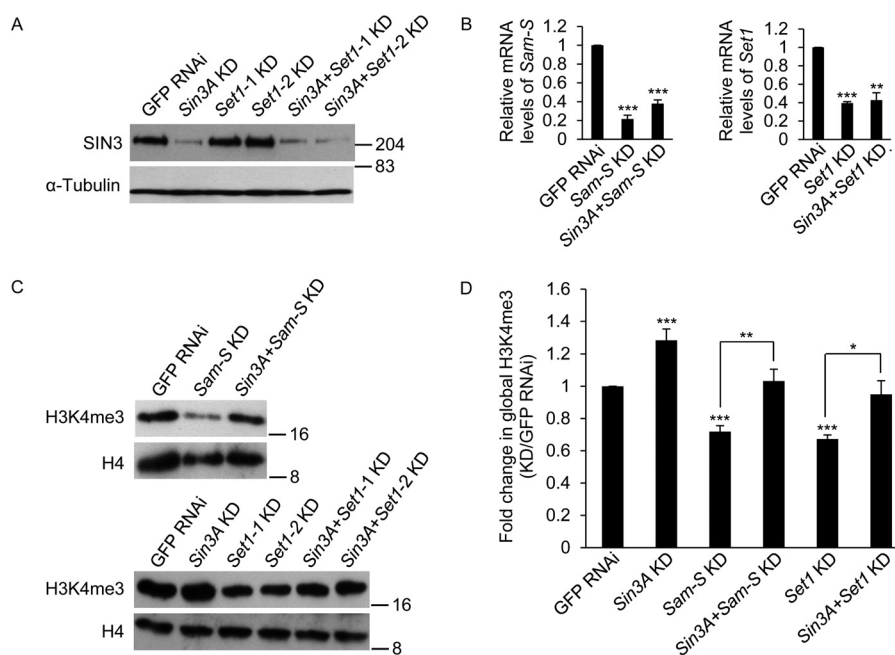 A
GFP RNAi
Sin3A KD
Set1-1 KD
Set1-2 KD
Sin3A+Set1-1 KD
Sin3A+Set1-2 KD
SIN3
204
83
α-Tubulin
B
Relative mRNA
levels of Sam-S
1.2
1
0.8
0.6
0.4
0.2
0
***
***
GFP RNAi
Sam-S KD
Sin3A+Sam-S KD
Relative mRNA
levels of Set1
1.2
1
0.8
0.6
0.4
0.2
0
***
**
GFP RNAi
Set1 KD
Sin3A+Set1 KD.
C
GFP RNAi
Sam-S KD
Sin3A+Sam-S KD
H3K4me3
16
H4
8
GFP RNAi
Sin3A KD
Set1-1 KD
Set1-2 KD
Sin3A+Set1-1 KD
Sin3A+Set1-2 KD
H3K4me3
16
H4
8
D
Fold change in global H3K4me3
(KD/GFP RNAi)
1.6
1.4
1.2
1
0.8
0.6
0.4
0.2
0
***
***
**
***
*
GFP RNAi
Sin3A KD
Sam-S KD
Sin3A+Sam-S KD
Set1 KD
Sin3A+Set1 KD